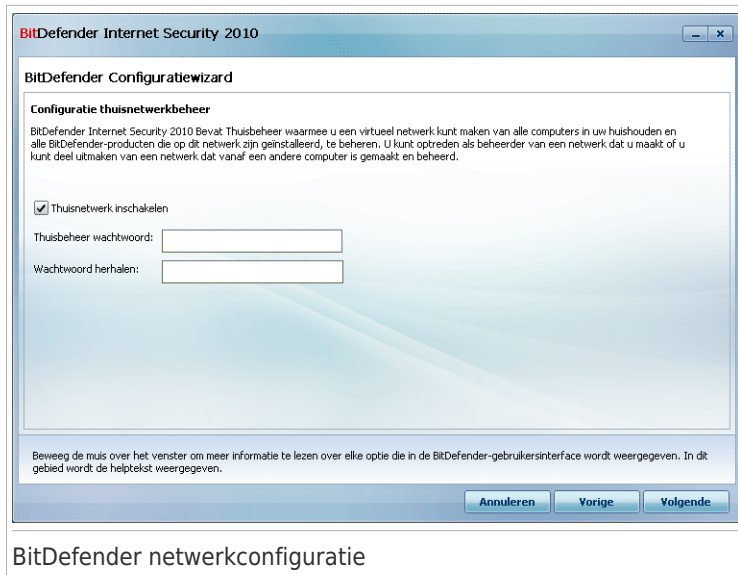 BitDefender Internet Security 2010
BitDefender Configuratiewizard
Configuratie thuisnetwerkbeheer
BitDefender Internet Security 2010 Bevat Thuisbeheer waarmee u een virtueel netwerk kunt maken van alle computers in uw huishouden en
alle BitDefender-producten die op dit netwerk zijn geïnstalleerd, te beheren. U kunt optreden als beheerder van een netwerk dat u maakt of u
kunt deel uitmaken van een netwerk dat vanaf een andere computer is gemaakt en beheerd.
Thuisnetwerk inschakelen
Thuisbeheer wachtwoord:
Wachtwoord herhalen:
Beweeg de muis over het venster om meer informatie te lezen over elke optie die in de BitDefender-gebruikersinterface wordt weergegeven. In dit
gebied wordt de helptekst weergegeven.
Annuleren Vorige Volgende
BitDefender netwerkconfiguratie